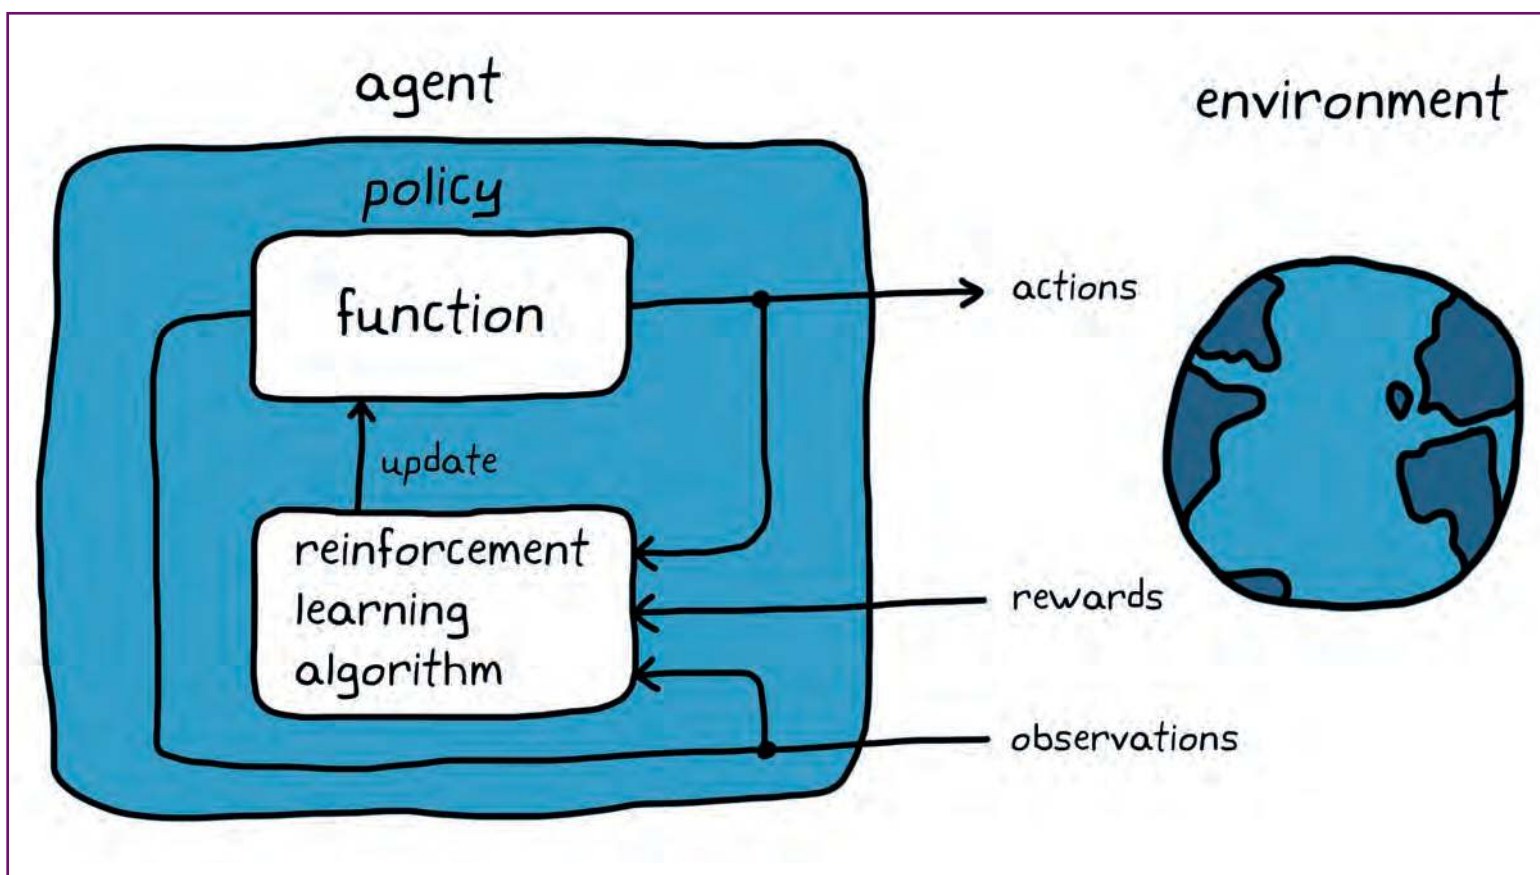 agent
environment
policy
function
actions
update
reinforcement
learning
algorithm
rewards
observations